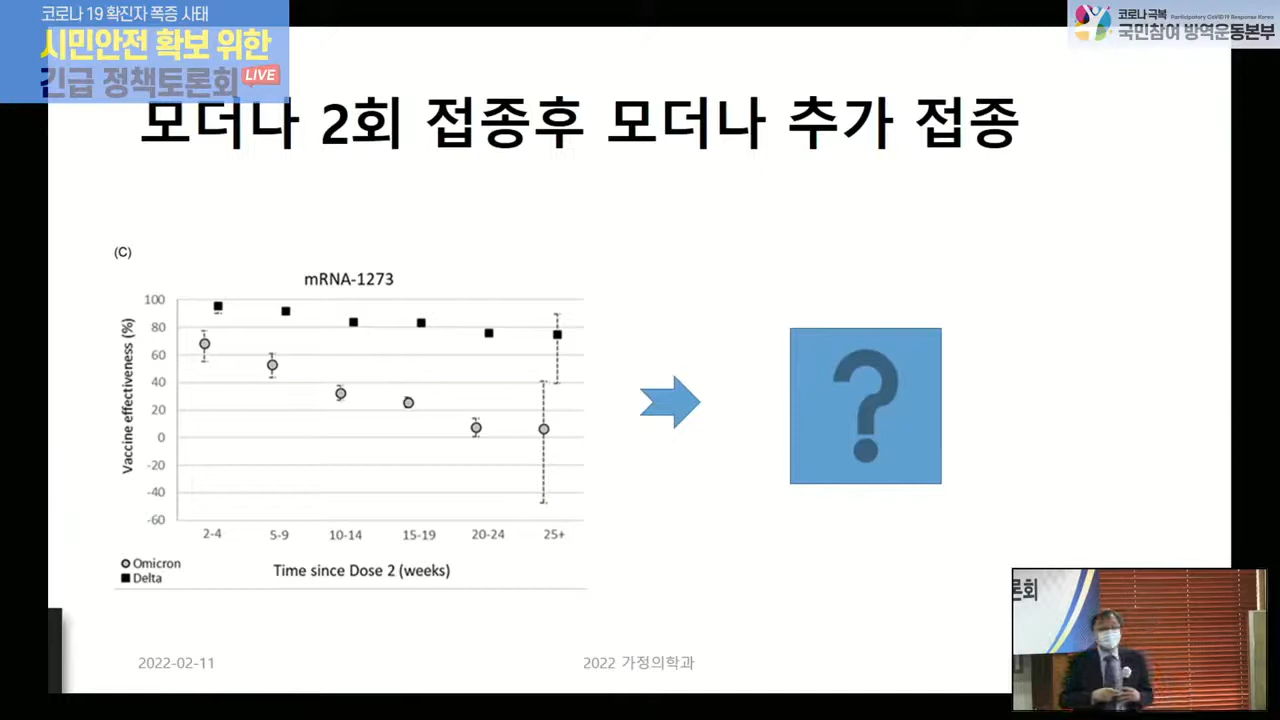 코로나 19 확진자 폭증 사태
시민안전 확보 위한
긴급 정책토론회
LIVE
코로나 극복 Participatory CoViD19 Response Korea
국민참여 방역운동본부
모더나 2회 접종후 모더나 추가 접종
(C)
mRNA-1273
Vaccine effectiveness (%)
100
80
60
40
20
0
-20
-40
-60
2-4 5-9 10-14 15-19 20-24 25+
Omicron
Delta
Time since Dose 2 (weeks)
?
2022-02-11
2022 가정의학과
론회